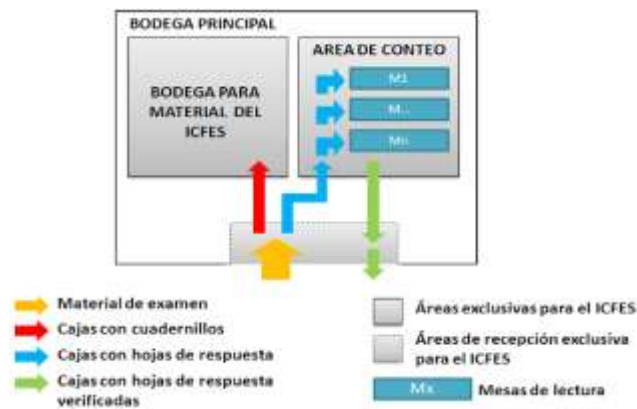 BODEGA PRINCIPAL
BODEGA PARA
MATERIAL DEL
ICFES
AREA DE CONTEO
M1
M...
Mn
Material de examen
Cajas con cuadernillos
Cajas con hojas de respuesta
Cajas con hojas de respuesta
verificadas
Áreas exclusivas para el ICFES
Áreas de recepción exclusiva
para el ICFES
Mx
Mesas de lectura